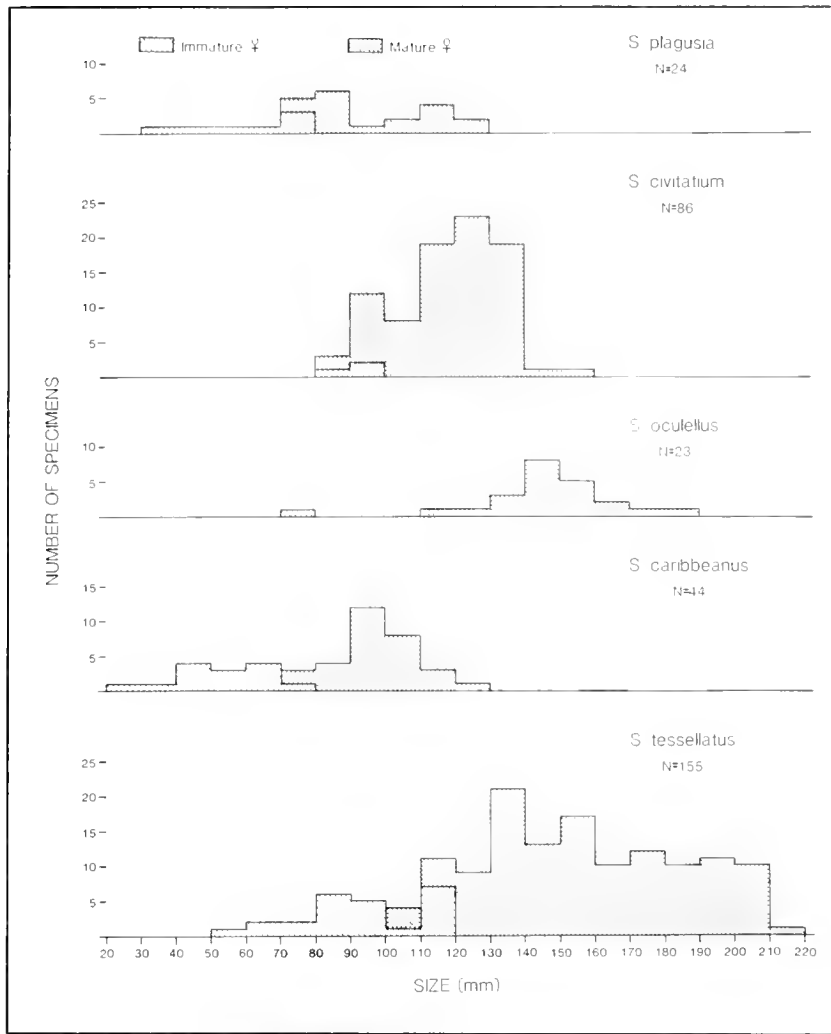 Immature ♀ Mature ♀
S plagusia
N=24
10
5
S civitatium
N=86
25
20
15
10
5
S oculellus
N=23
10
5
S caribbeanus
N=44
15
10
5
S tessellatus
N=155
25
20
15
10
5
20 30 40 50 60 70 80 90 100 110 120 130 140 150 160 170 180 190 200 210 220
SIZE (mm)
NUMBER OF SPECIMENS